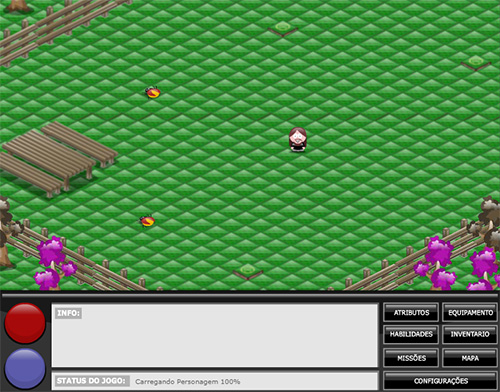 INFO:
ATRIBUTOS
EQUIPAMENTO
HABILIDADES
INVENTARIO
MISSÕES
MAPA
STATUS DO JOGO:
Carregando Personagem 100%
CONFIGURAÇÕES